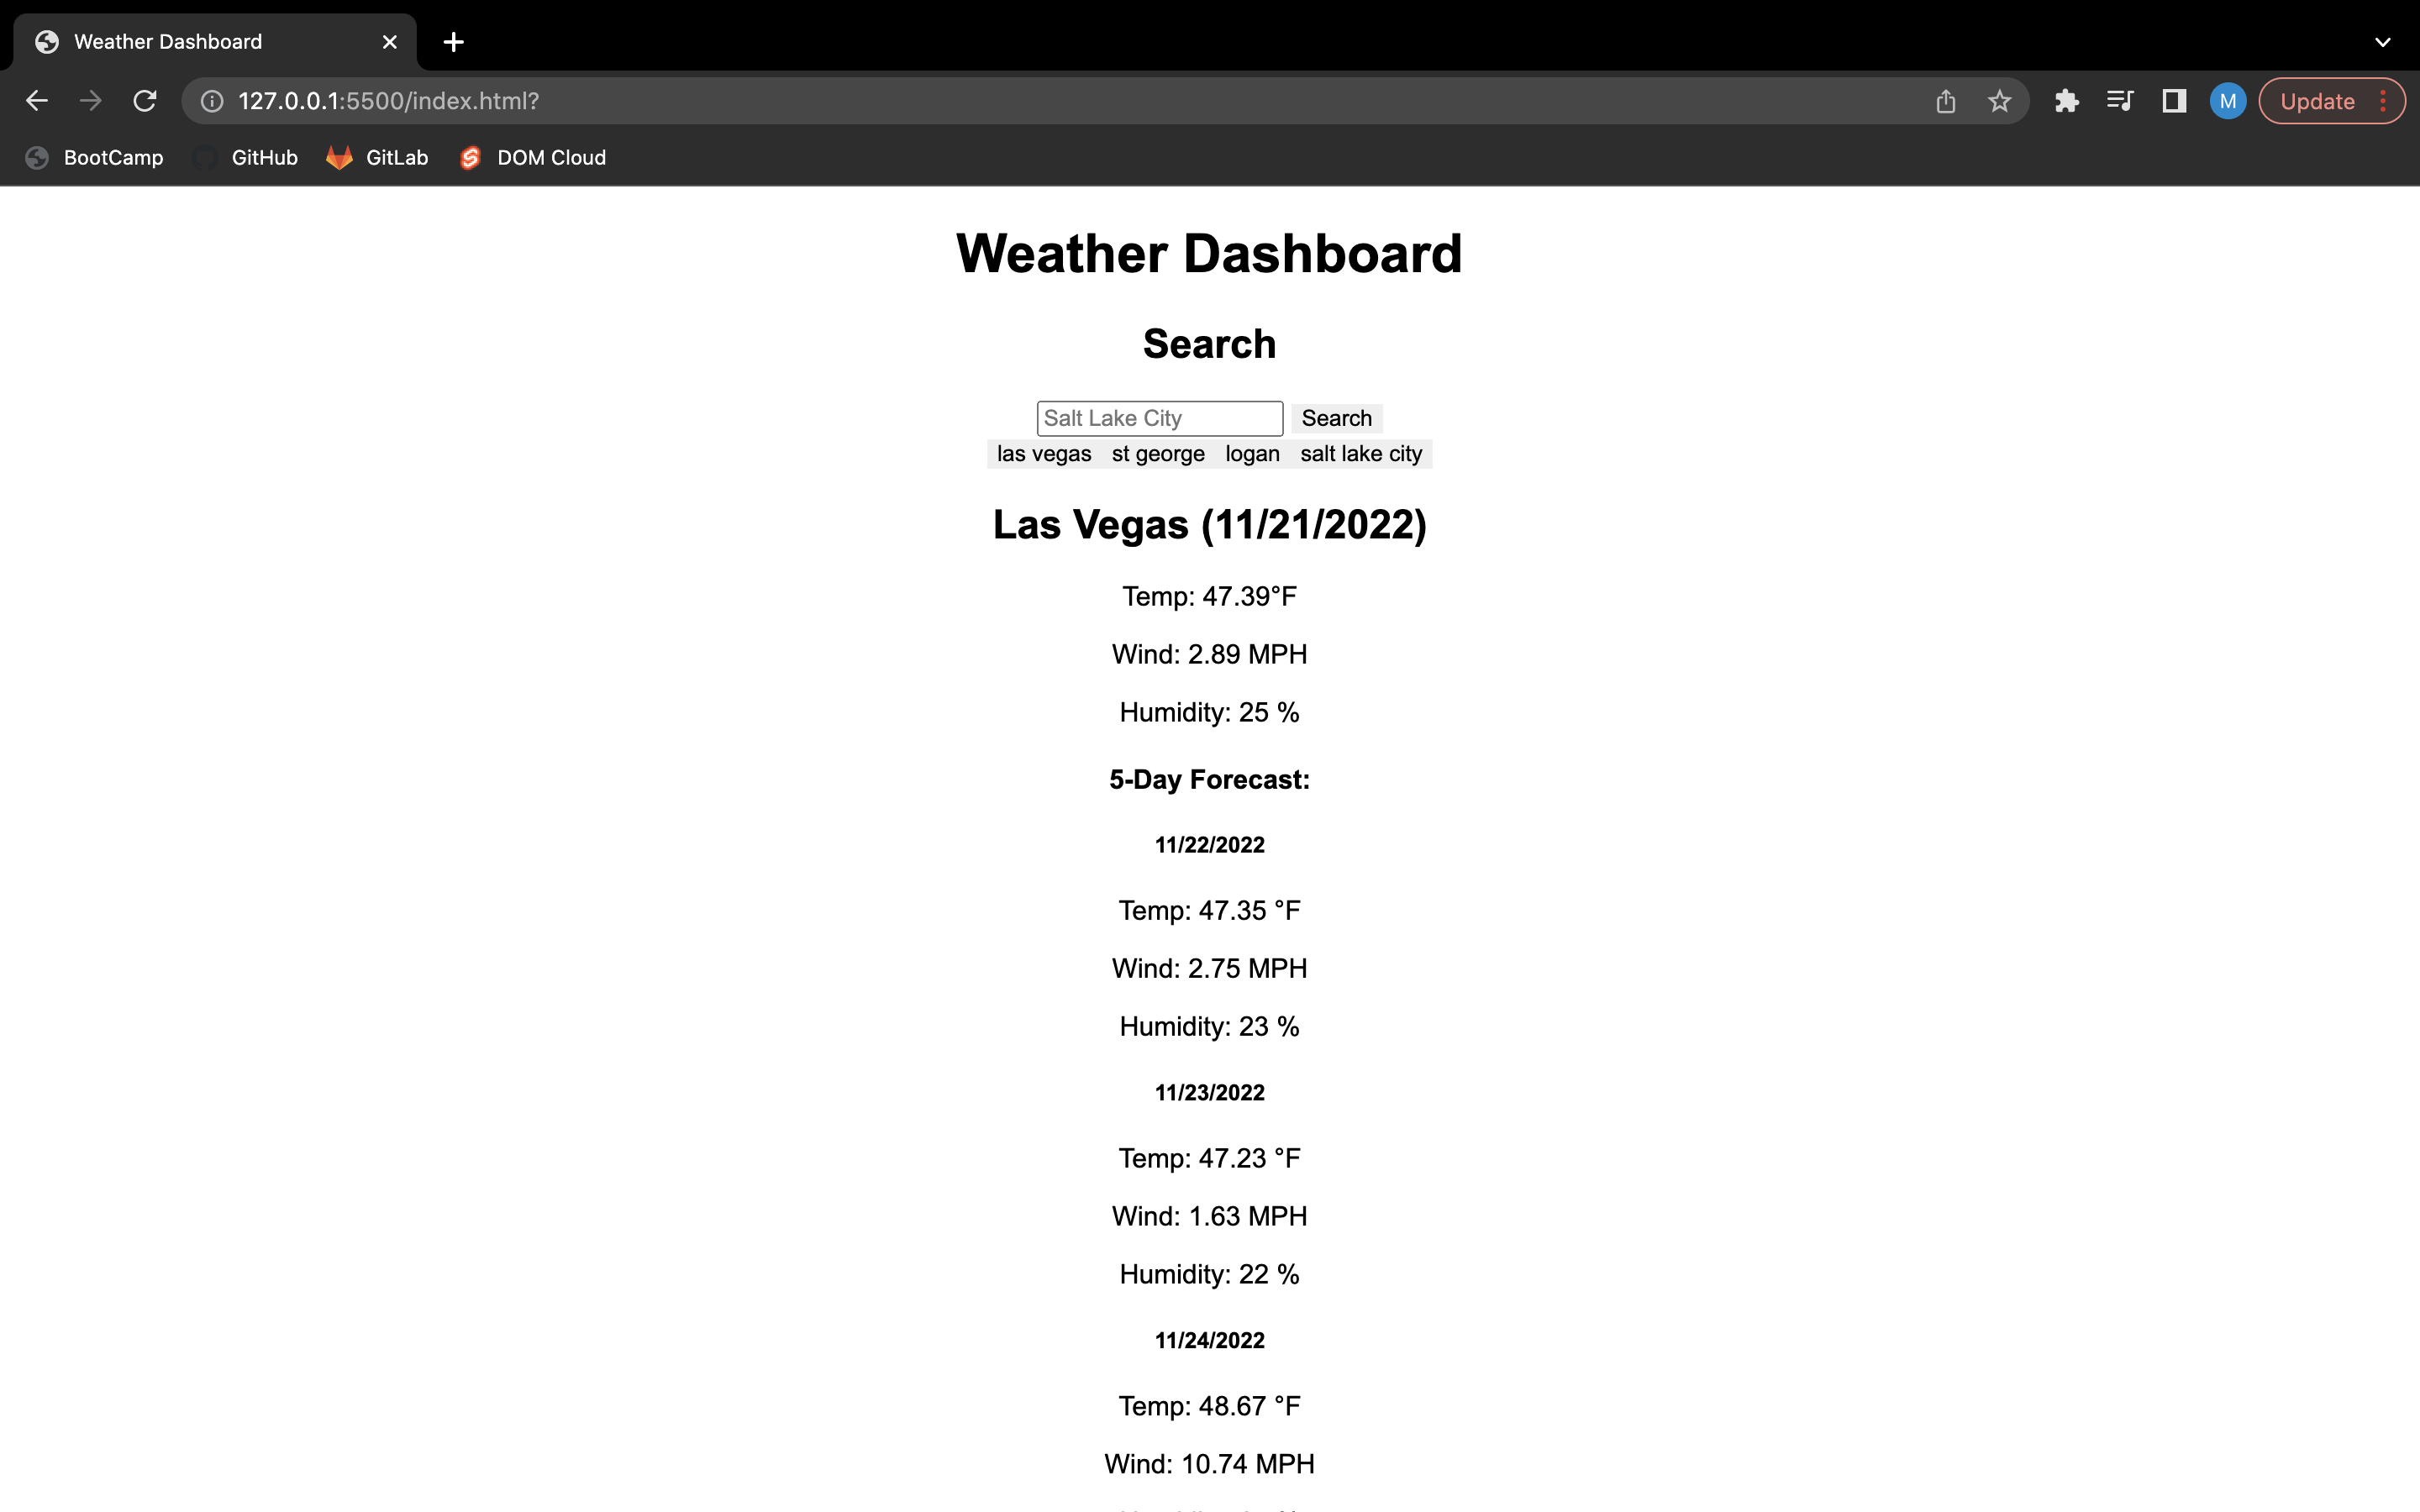 Weather Dashboard
127.0.0.1:5500/index.html?
M
Update
BootCamp GitHub GitLab DOM Cloud
Weather Dashboard
Search
Salt Lake City Search
las vegas st george logan salt lake city
Las Vegas (11/21/2022)
Temp: 47.39°F
Wind: 2.89 MPH
Humidity: 25 %
5-Day Forecast:
11/22/2022
Temp: 47.35 °F
Wind: 2.75 MPH
Humidity: 23 %
11/23/2022
Temp: 47.23 °F
Wind: 1.63 MPH
Humidity: 22 %
11/24/2022
Temp: 48.67 °F
Wind: 10.74 MPH